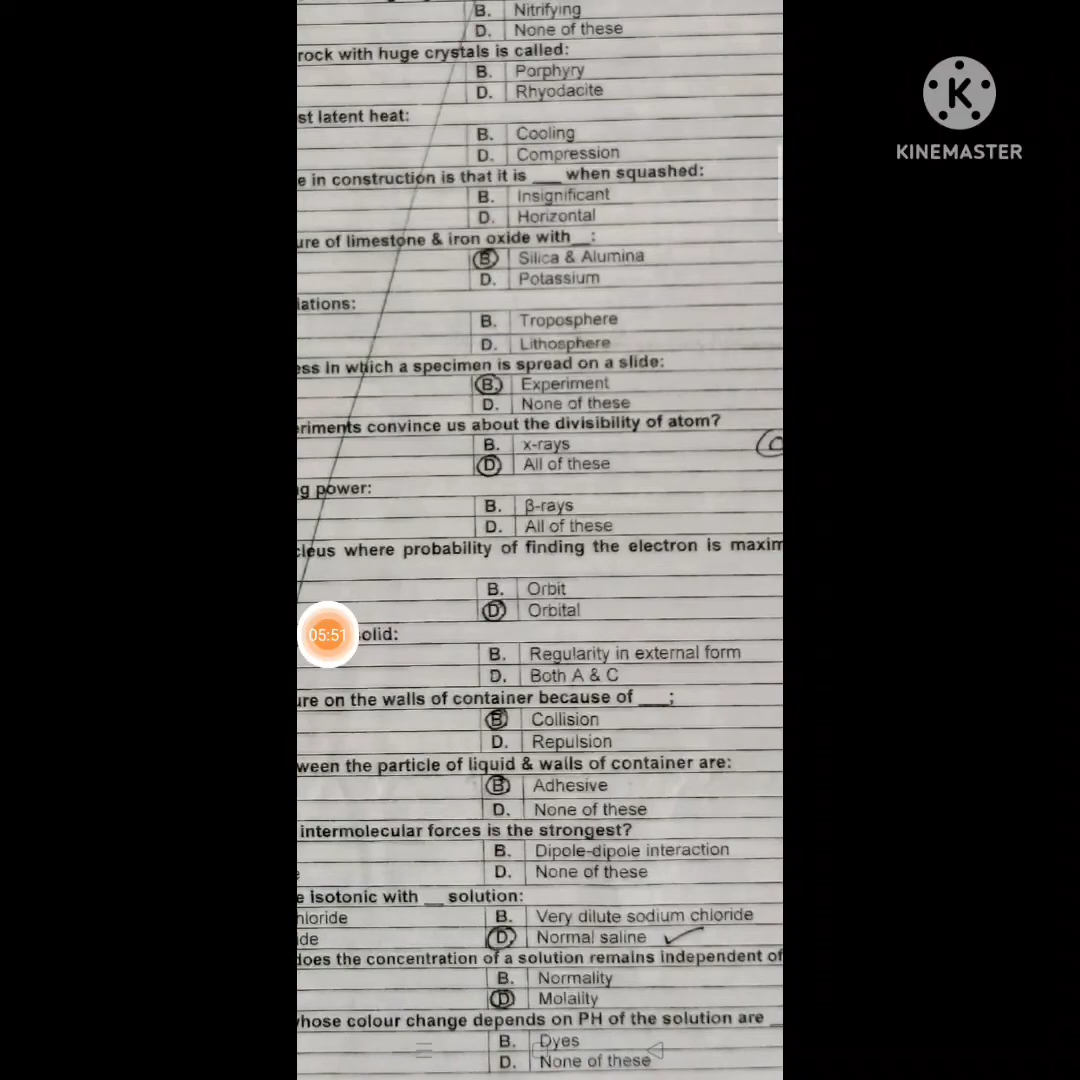 B. Nitrifying
D. None of these
rock with huge crystals is called:
B. Porphyry
D. Rhyodacite
st latent heat:
B. Cooling
D. Compression
e in construction is that it is ___ when squashed:
B. Insignificant
D. Horizontal
ure of limestone & iron oxide with__:
B. Silica & Alumina
D. Potassium
lations:
B. Troposphere
D. Lithosphere
ess in which a specimen is spread on a slide:
B. Experiment
D. None of these
eriments convince us about the divisibility of atom?
B. x-rays
D. All of these
g power:
B. β-rays
D. All of these
cleus where probability of finding the electron is maxim
B. Orbit
D. Orbital
05:51
olid:
B. Regularity in external form
D. Both A & C
ure on the walls of container because of ___;
B. Collision
D. Repulsion
ween the particle of liquid & walls of container are:
B. Adhesive
D. None of these
intermolecular forces is the strongest?
B. Dipole-dipole interaction
D. None of these
e isotonic with __ solution:
hloride B. Very dilute sodium chloride
ide D. Normal saline
does the concentration of a solution remains independent of
B. Normality
D. Molality
whose colour change depends on PH of the solution are __
B. Dyes
D. None of these
K
KINEMASTER